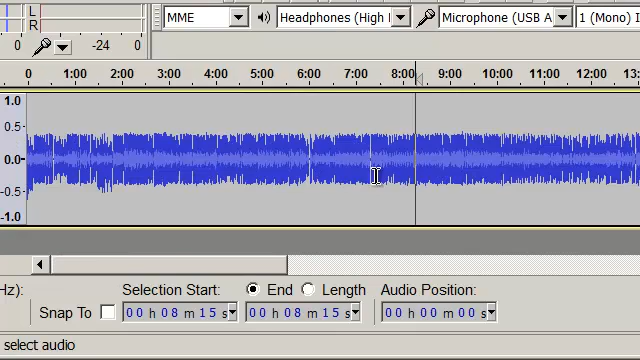 L
R
0 -24 0
MME Headphones (High Microphone (USB A 1 (Mono)
0 1:00 2:00 3:00 4:00 5:00 6:00 7:00 8:00 9:00 10:00 11:00 12:00 13:
1.0
0.5
0.0
-0.5
-1.0
Hz): Selection Start: End Length Audio Position:
Snap To 00 h 08 m 15 s 00 h 08 m 15 s 00 h 00 m 00 s
select audio